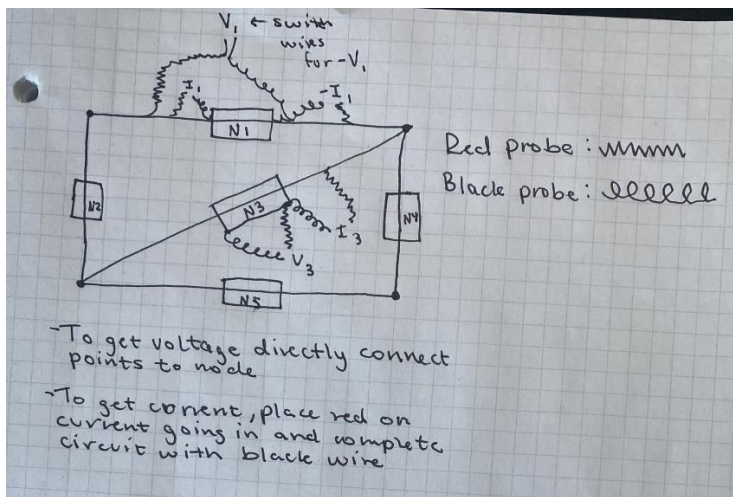 V₁ ← switch
wires
for -V₁
I₁
-I₁
N1
Red probe :
Black probe :
N2
N3
N4
I₃
V₃
N5
-To get voltage directly connect
points to node
-To get corrent, place red on
current going in and complete
circuit with black wire